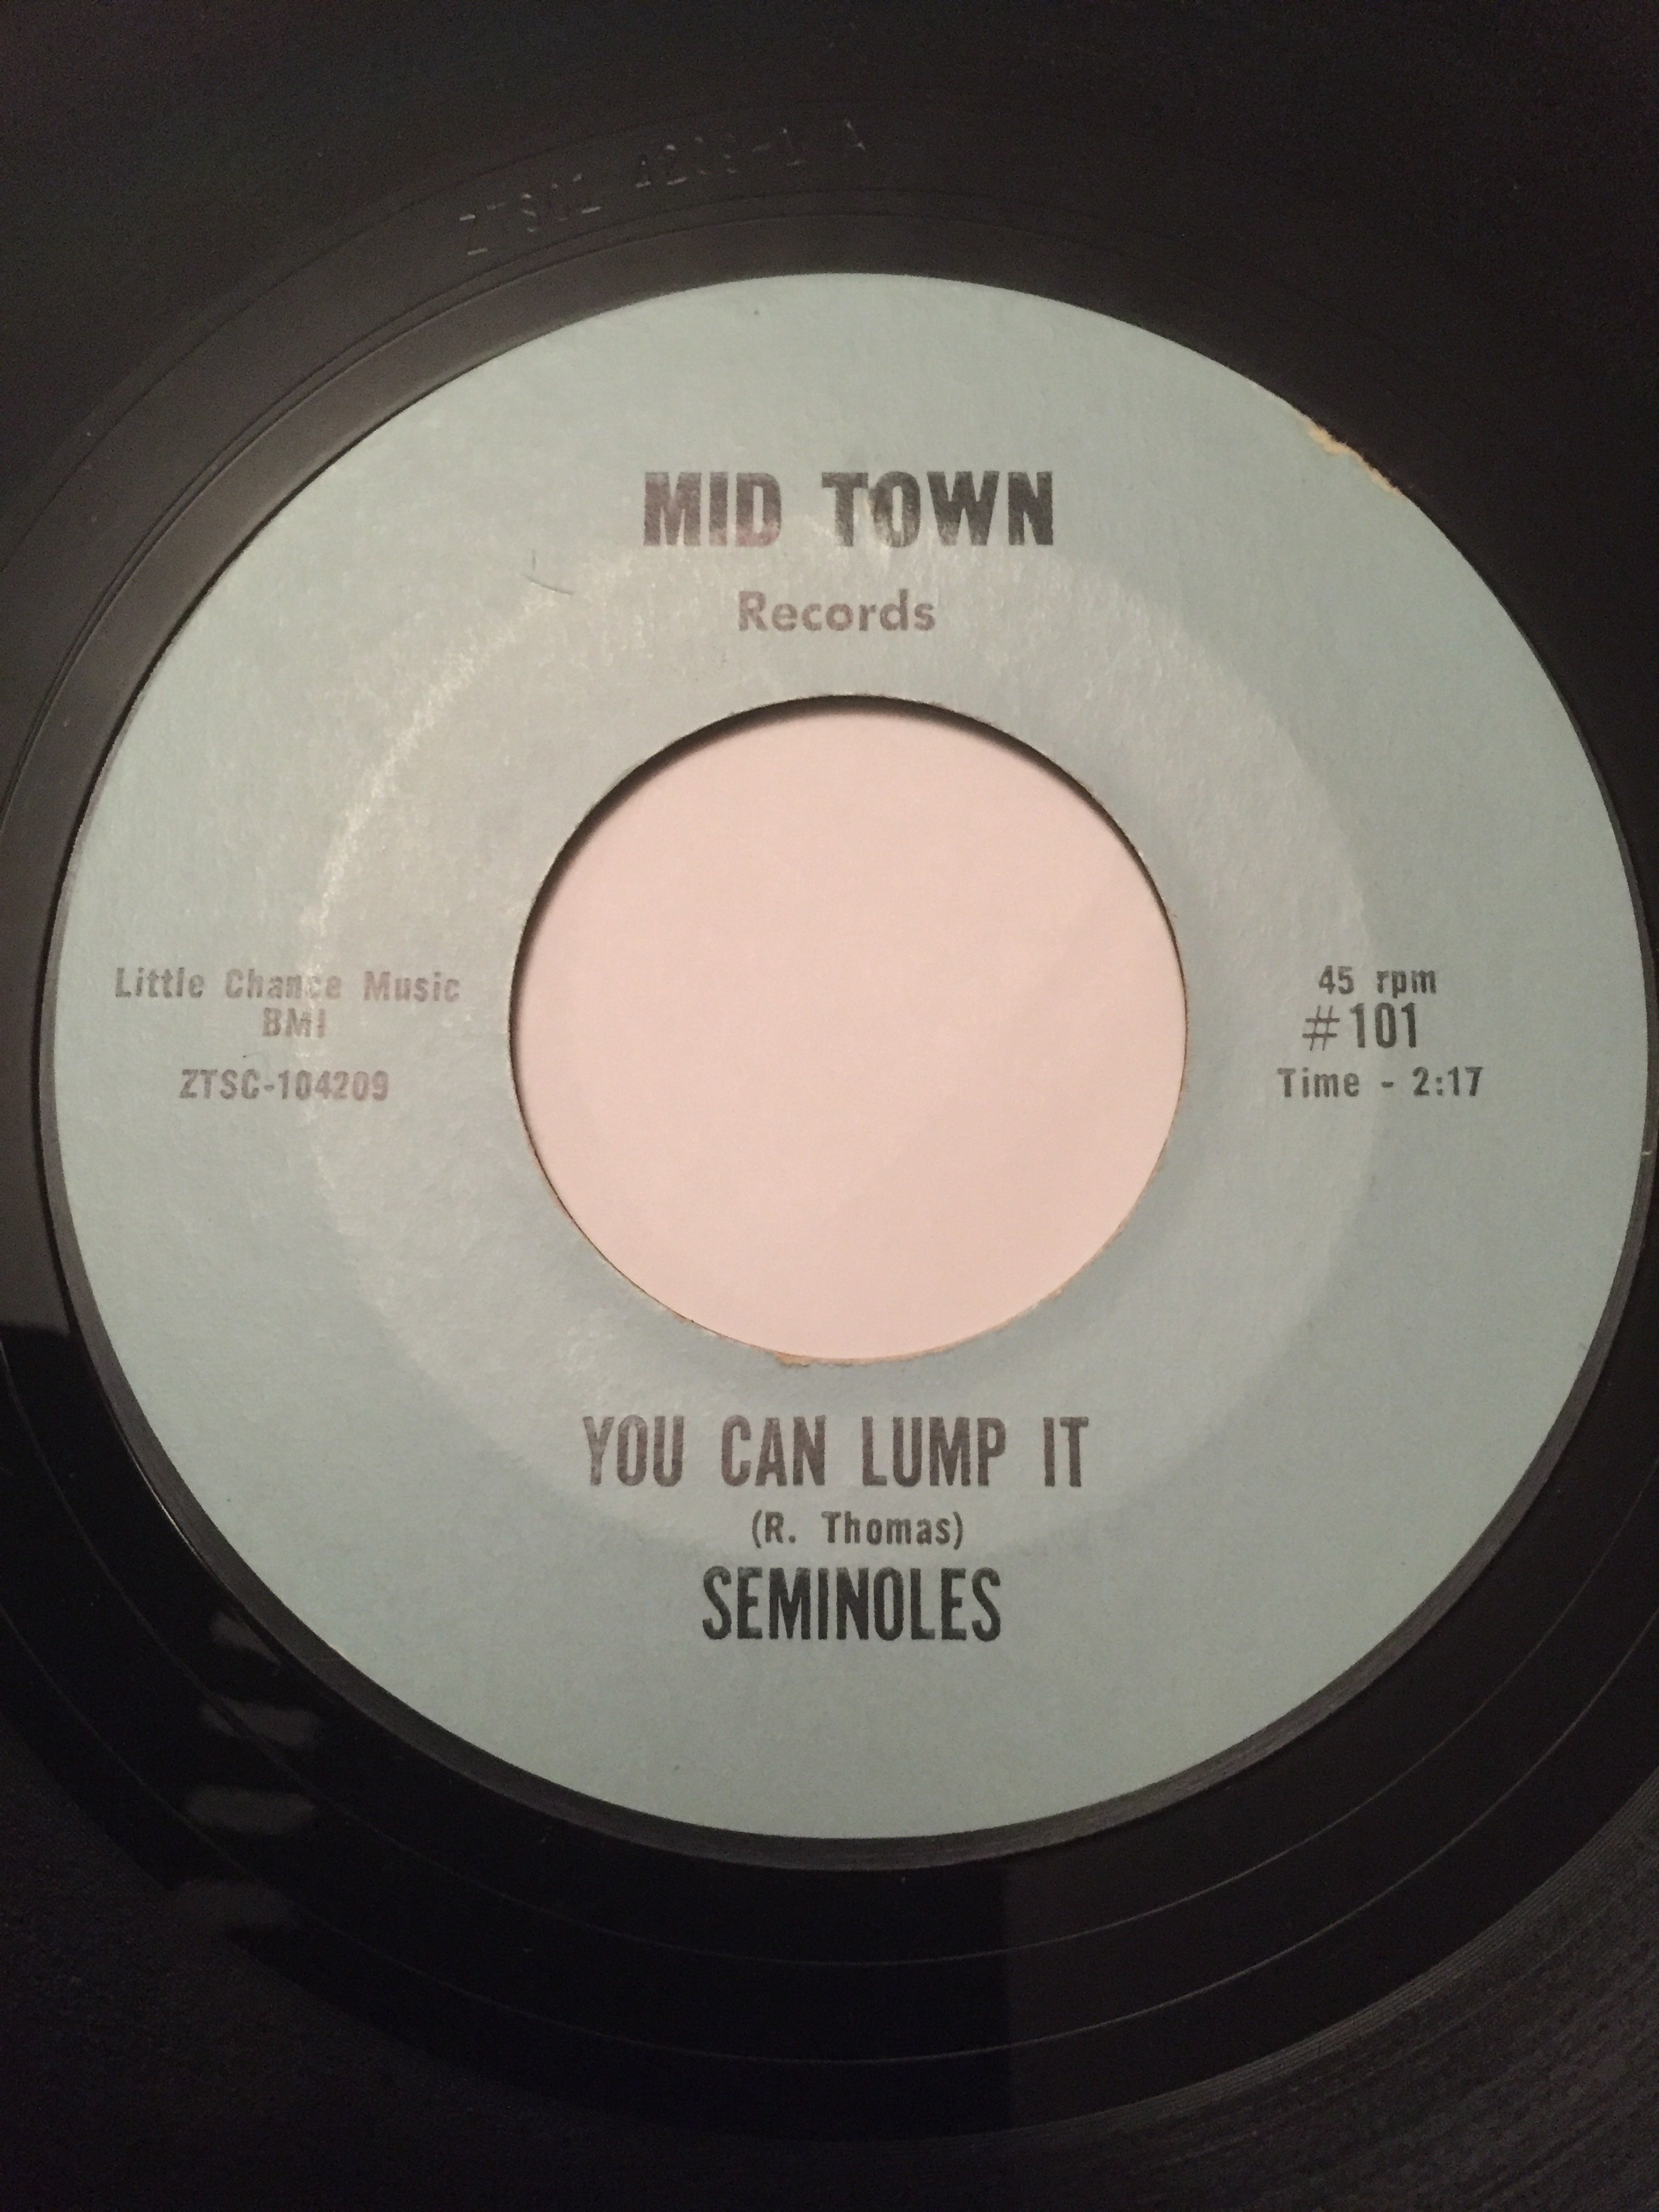 MID TOWN
Records
Little Chance Music
BMI
ZTSC-104209
45 rpm
#101
Time - 2:17
YOU CAN LUMP IT
(R. Thomas)
SEMINOLES